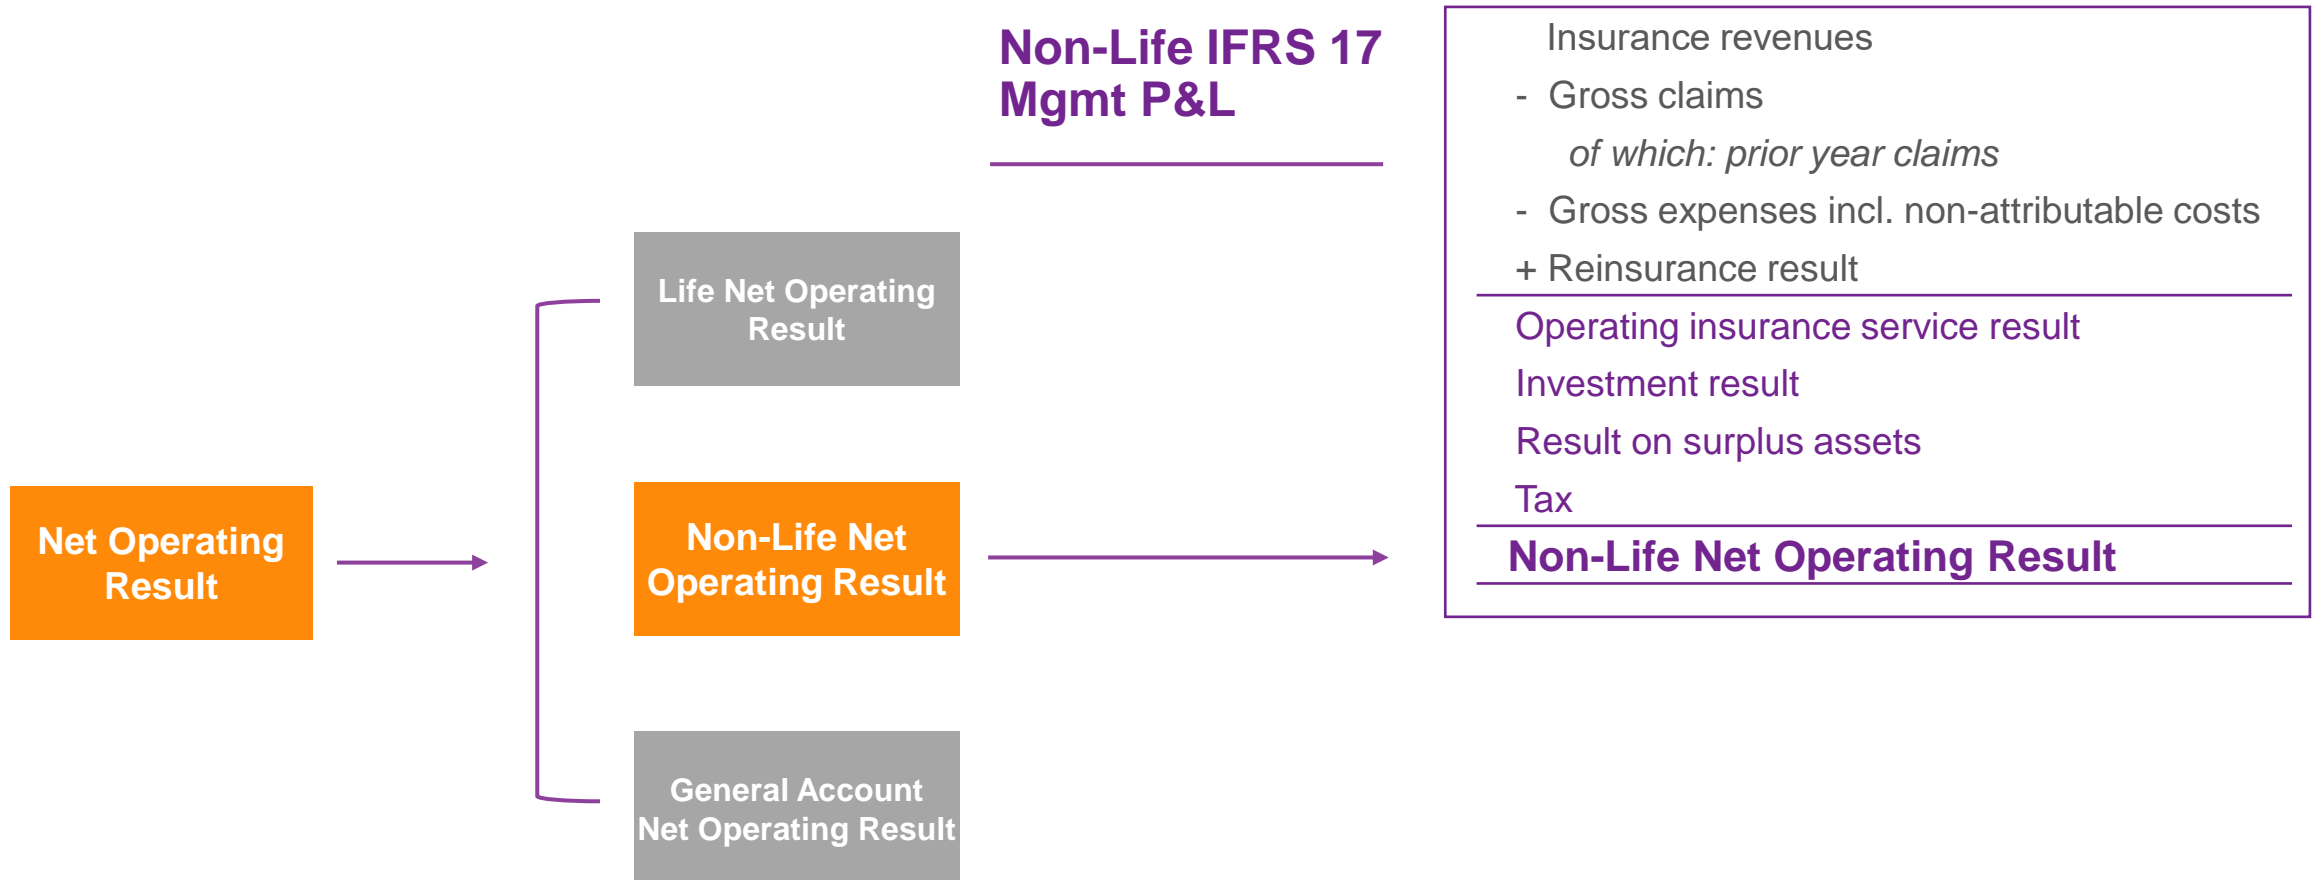 Non-Life IFRS 17
Mgmt P&L
Insurance revenues
- Gross claims
of which: prior year claims
- Gross expenses incl. non-attributable costs
+ Reinsurance result
Operating insurance service result
Investment result
Result on surplus assets
Tax
Non-Life Net Operating Result
Net Operating
Result
Life Net Operating
Result
Non-Life Net
Operating Result
General Account
Net Operating Result